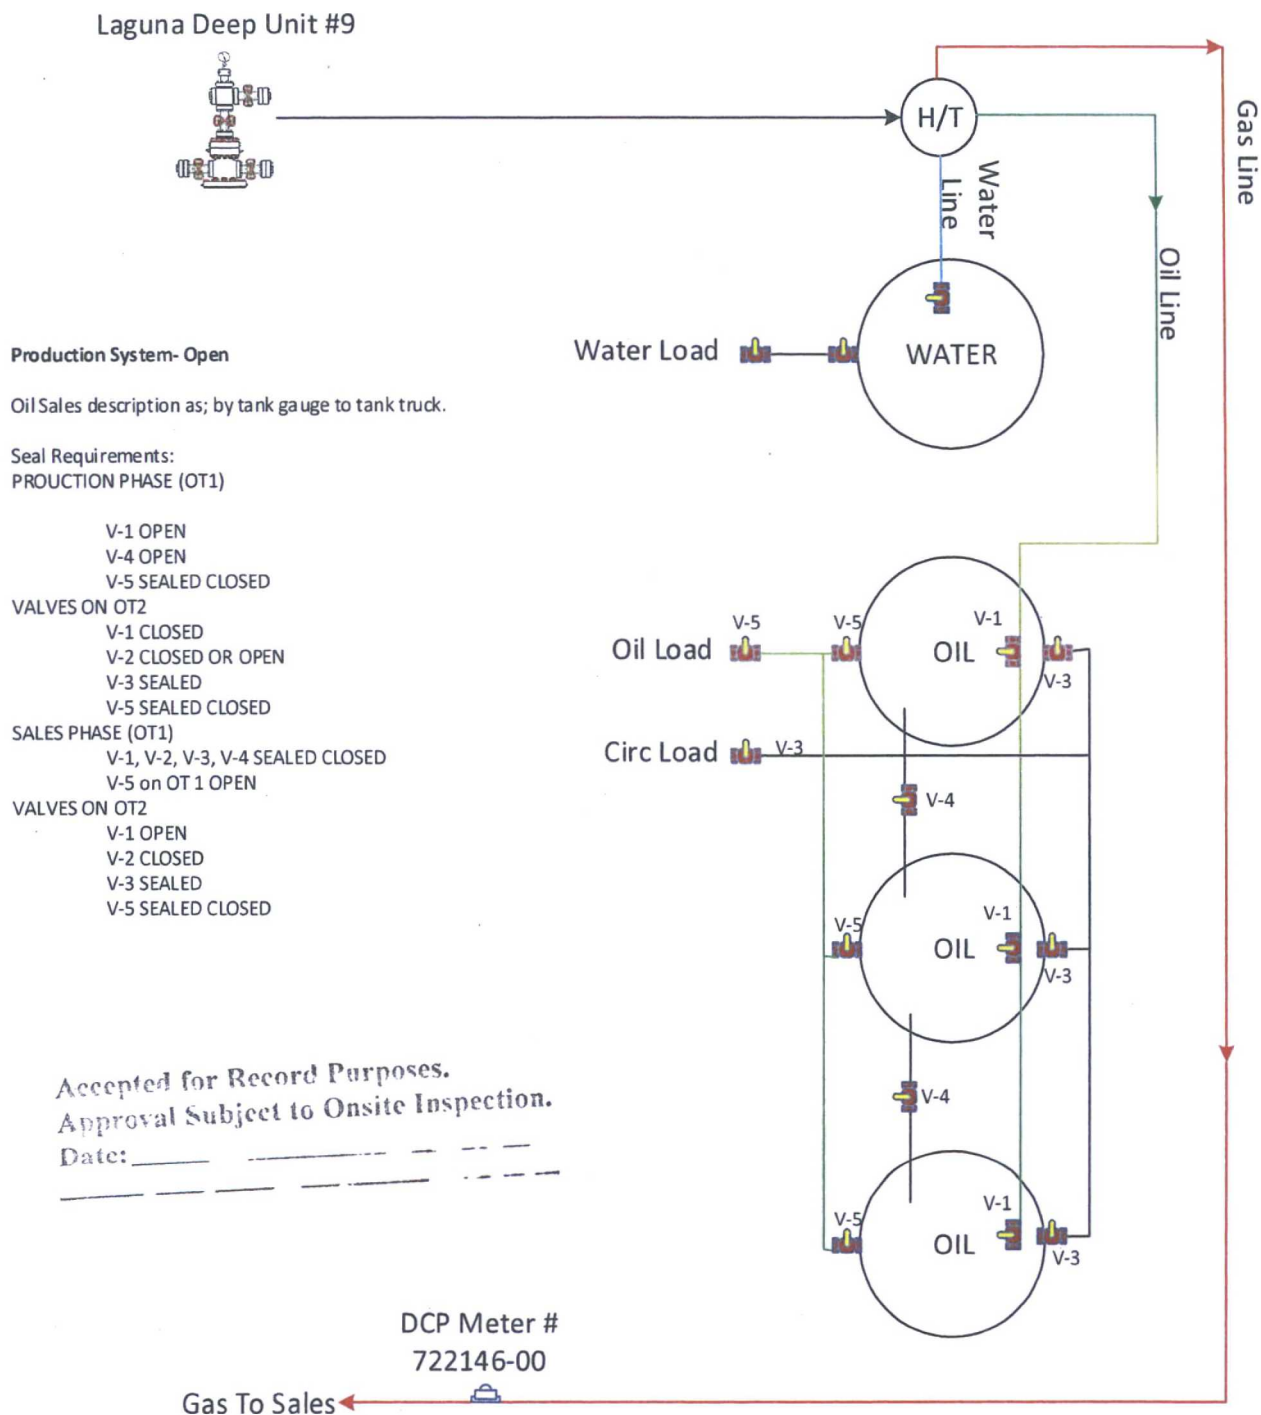 Laguna Deep Unit #9
H/T
Gas Line
Water
Line
Oil Line
WATER
Water Load
Production System- Open
Oil Sales description as; by tank gauge to tank truck.
Seal Requirements:
PROUCTION PHASE (OT1)
V-1 OPEN
V-4 OPEN
V-5 SEALED CLOSED
VALVES ON OT2
V-1 CLOSED
V-2 CLOSED OR OPEN
V-3 SEALED
V-5 SEALED CLOSED
SALES PHASE (OT1)
V-1, V-2, V-3, V-4 SEALED CLOSED
V-5 on OT 1 OPEN
VALVES ON OT2
V-1 OPEN
V-2 CLOSED
V-3 SEALED
V-5 SEALED CLOSED
V-5
V-5
V-1
Oil Load
OIL
V-3
Circ Load
V-3
V-4
V-5
V-1
OIL
V-3
V-4
V-5
V-1
OIL
V-3
Accepted for Record Purposes.
Approval Subject to Onsite Inspection.
Date:
DCP Meter #
722146-00
Gas To Sales